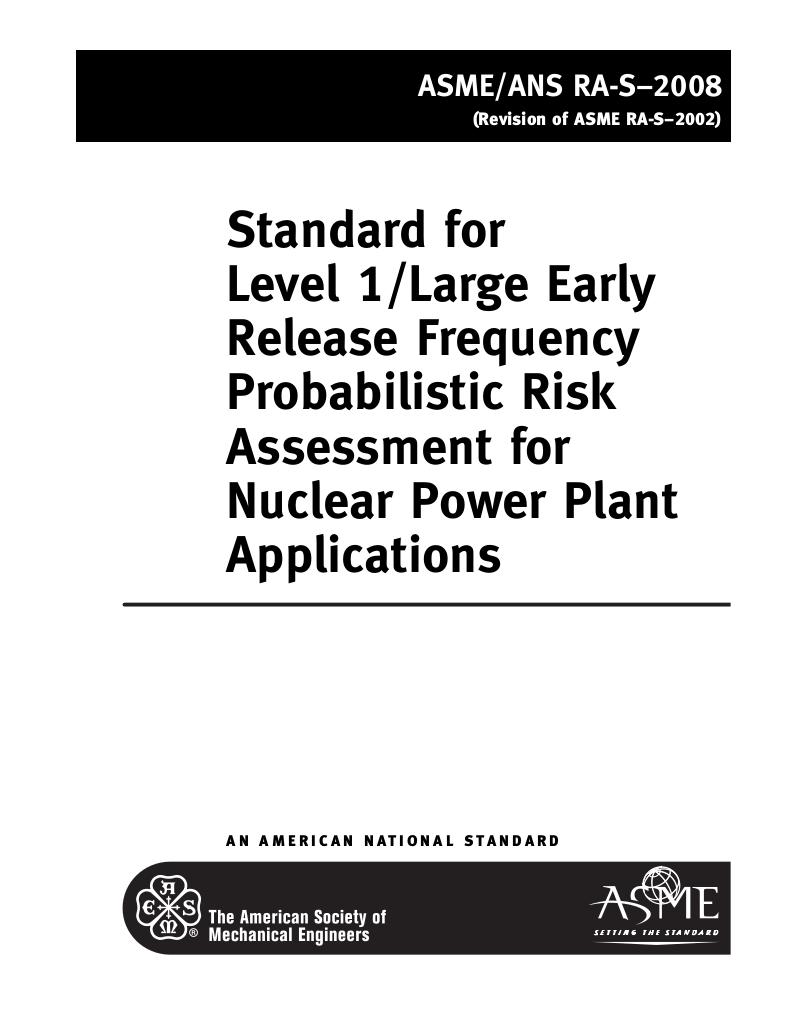 ASME/ANS RA-S–2008
(Revision of ASME RA-S–2002)
Standard for
Level 1/Large Early
Release Frequency
Probabilistic Risk
Assessment for
Nuclear Power Plant
Applications
AN AMERICAN NATIONAL STANDARD
A
E S
M
®
The American Society of
Mechanical Engineers
ASME
SETTING THE STANDARD